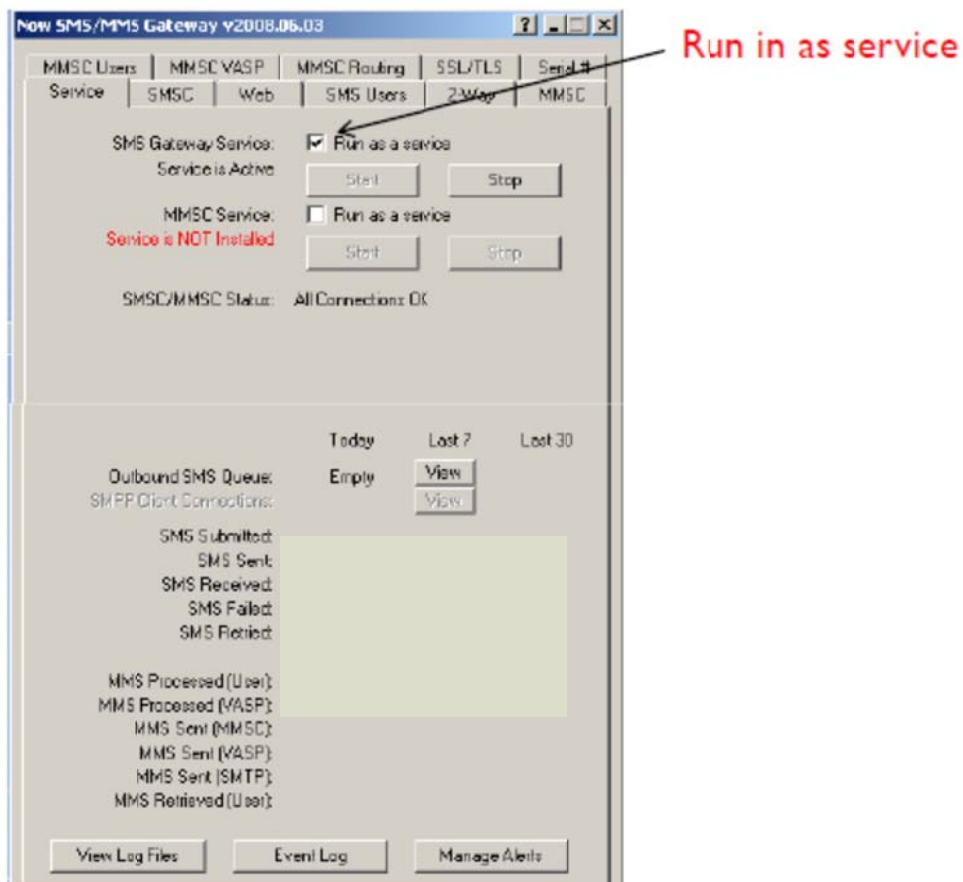 Now SMS/MMS Gateway v2008.06.03
Run in as service
MMSC Users MMSC VASP MMSC Routing SSL/TLS Serial #
Service SMSC Web SMS Users 2-Way MMSC
SMS Gateway Service: Run as a service
Service is Active Start Stop
MMSC Service: Run as a service
Service is NOT Installed Start Stop
SMSC/MMSC Status: All Connections OK
Today Last 7 Last 30
Outbound SMS Queue: Empty View
SMPP Client Connections: View
SMS Submitted:
SMS Sent:
SMS Received:
SMS Failed:
SMS Retried:
MMS Processed (User):
MMS Processed (VASP):
MMS Sent (MMSC):
MMS Sent (VASP):
MMS Sent (SMTP):
MMS Retrieved (User):
View Log Files Event Log Manage Alerts